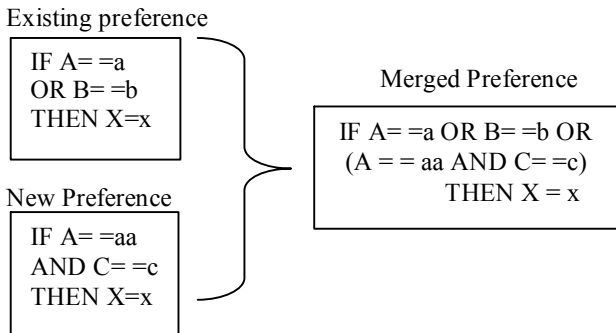 Existing preference
IF A= =a
OR B= =b
THEN X=x
New Preference
IF A= =aa
AND C= =c
THEN X=x
Merged Preference
IF A= =a OR B= =b OR
(A = = aa AND C= =c)
THEN X = x